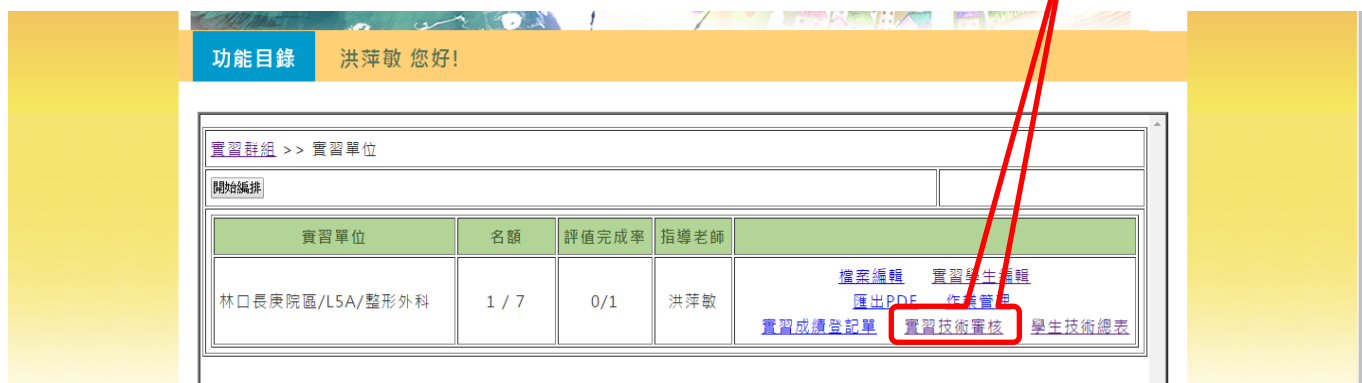 功能目錄 洪萍敏 您好!
實習群組 >> 實習單位
開始編排
實習單位 名額 評值完成率 指導老師
檔案編輯 實習學生編輯
林口長庚院區/L5A/整形外科 1 / 7 0/1 洪萍敏 匯出PDF 作業管理
實習成績登記單 實習技術審核 學生技術總表